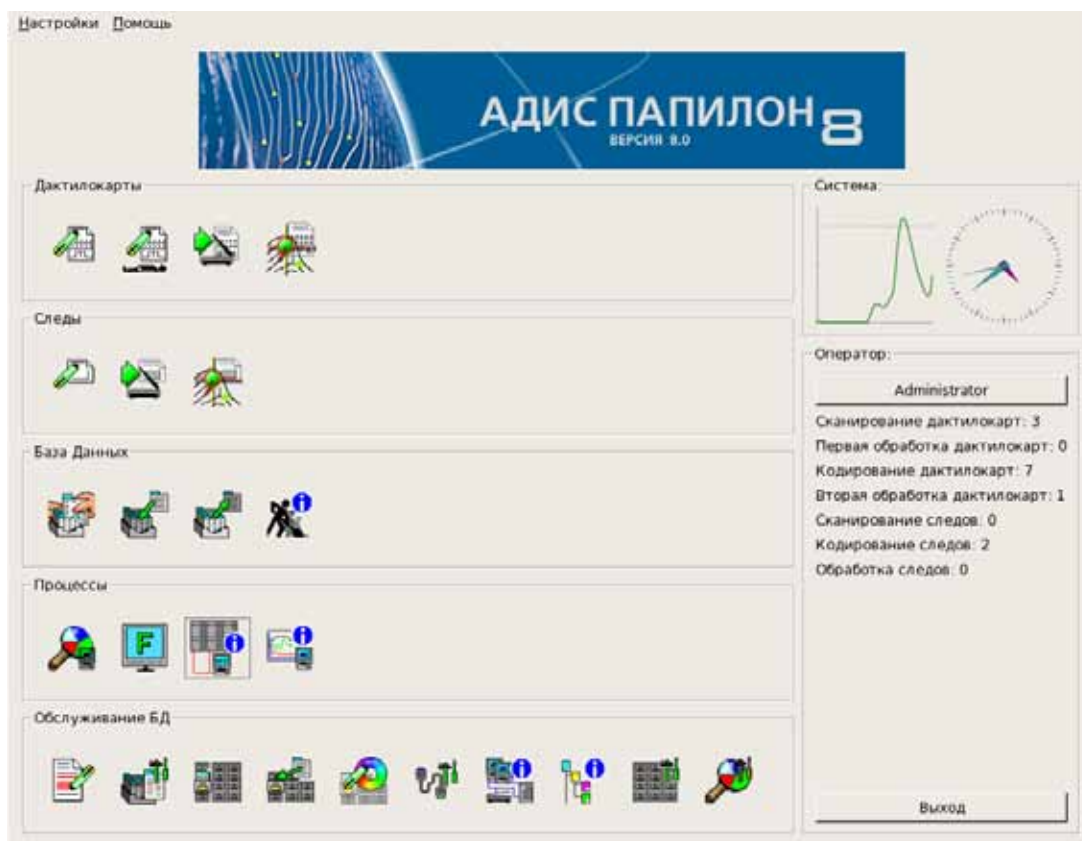 Настройки Помощь
АДИС ПАПИЛОН 8
ВЕРСИЯ 8.0
Дактилокарты
Следы
База Данных
Процессы
Обслуживание БД
Система:
Оператор:
Administrator
Сканирование дактилокарт: 3
Первая обработка дактилокарт: 0
Кодирование дактилокарт: 7
Вторая обработка дактилокарт: 1
Сканирование следов: 0
Кодирование следов: 2
Обработка следов: 0
Выход